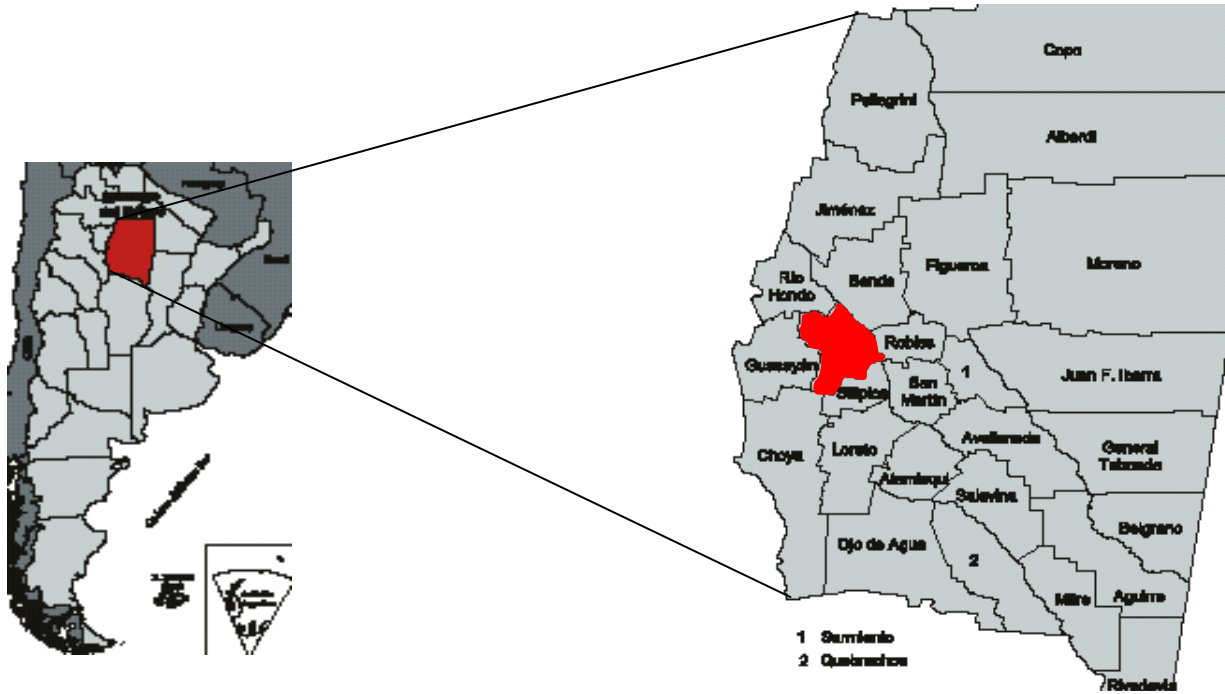 Copo
Pellegrini
Alberdi
Jiménez
Figueroa
Moreno
Banda
Río
Hondo
Robles
Guasayán
1
Juan F. Ibarra
San
Martín
Silípica
Avellaneda
Choya
Loreto
General
Taboada
Atamisqui
Salavina
Belgrano
Ojo de Agua
2
Mitre
Aguirre
1 Sarmiento
2 Quebrachos
Rivadavia